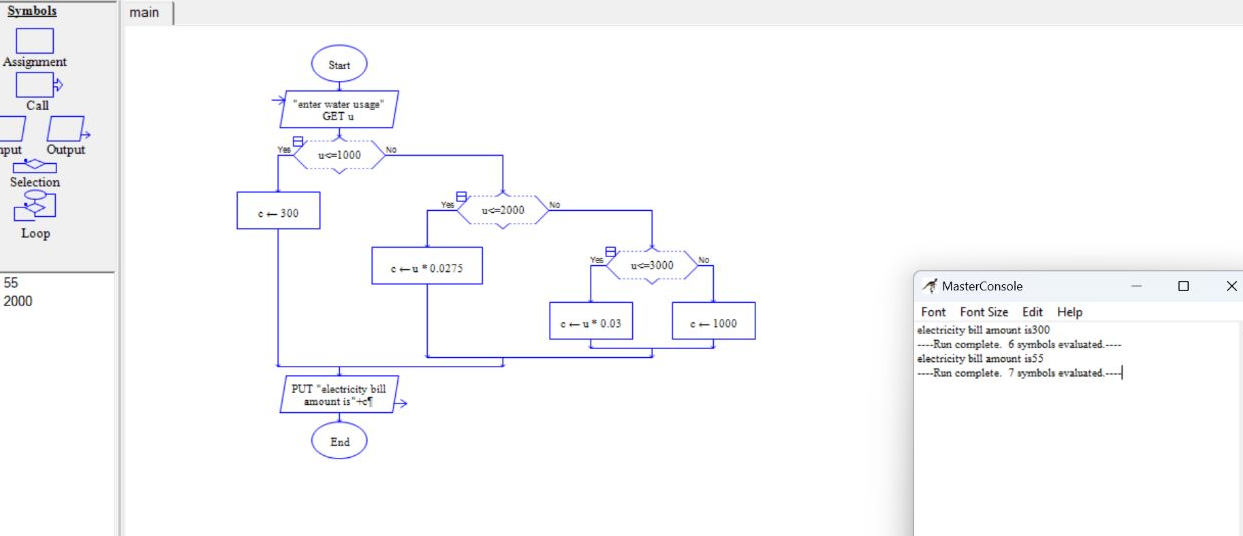 Symbols
Assignment
Call
nput Output
Selection
Loop
55
2000
main
Start
"enter water usage"
GET u
Yes u<=1000 No
c ← 300
Yes u<=2000 No
c ← u * 0.0275
Yes u<=3000 No
c ← u * 0.03
c ← 1000
PUT "electricity bill
amount is"+c¶
End
MasterConsole
Font Font Size Edit Help
electricity bill amount is300
----Run complete. 6 symbols evaluated.----
electricity bill amount is55
----Run complete. 7 symbols evaluated.----